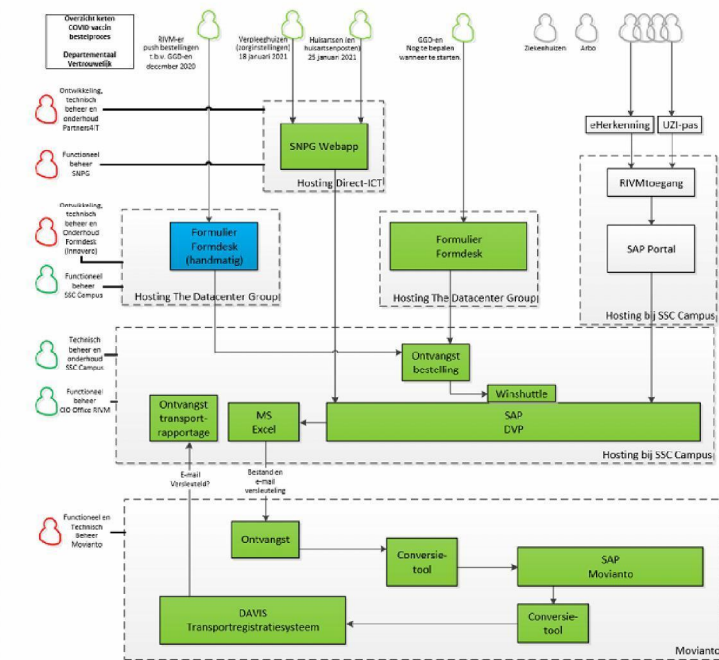 Overzicht keten
COVID vaccin
bestelproces
Departementaal
Vertrouwelijk
RIVM-er
push bestellingen
t.b.v. GGD-en
december 2020
Verpleeghuizen
(zorginstellingen)
18 januari 2021
Huisartsen (en
huisartsenposten)
25 januari 2021
GGD-en
Nog te bepalen
wanneer te starten.
Ziekenhuizen
Arbo
Ontwikkeling,
technisch
beheer en
onderhoud
Partners4IT
SNPG Webapp
Hosting Direct-ICT
eHerkenning
UZI-pas
Functioneel
beheer
SNPG
RIVMtoegang
SAP Portal
Hosting bij SSC Campus
Ontwikkeling,
technisch
beheer en
Onderhoud
Formdesk
(Innovero)
Formulier
Formdesk
(handmatig)
Hosting The Datacenter Group
Formulier
Formdesk
Hosting The Datacenter Group
Functioneel
beheer
SSC Campus
Technisch
beheer en
onderhoud
SSC Campus
Ontvangst
bestelling
Winshuttle
Functioneel
beheer
CIO Office RIVM
Ontvangst
transport-
rapportage
MS
Excel
SAP
DVP
Hosting bij SSC Campus
E-mail
Versleuteld?
Bestand en
e-mail
versleuteling
Functioneel en
Technisch
Beheer
Movianto
Ontvangst
Conversie-
tool
SAP
Movianto
DAVIS
Transportregistratiesysteem
Conversie-
tool
Movianto